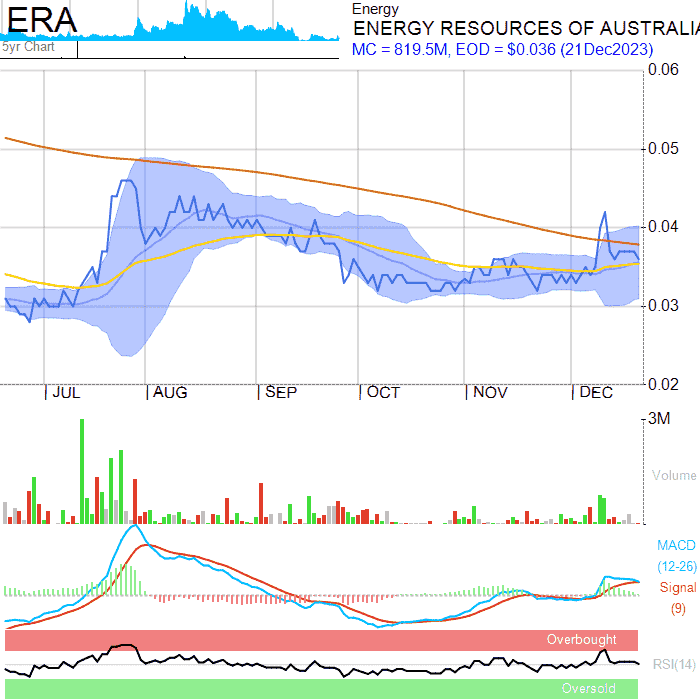 ERA
5yr Chart
Energy
ENERGY RESOURCES OF AUSTRALIA
MC = 819.5M, EOD = $0.036 (21Dec2023)
0.06
0.05
0.04
0.03
0.02
JUL AUG SEP OCT NOV DEC
3M
Volume
MACD
(12-26)
Signal
(9)
Overbought
RSI(14)
Oversold